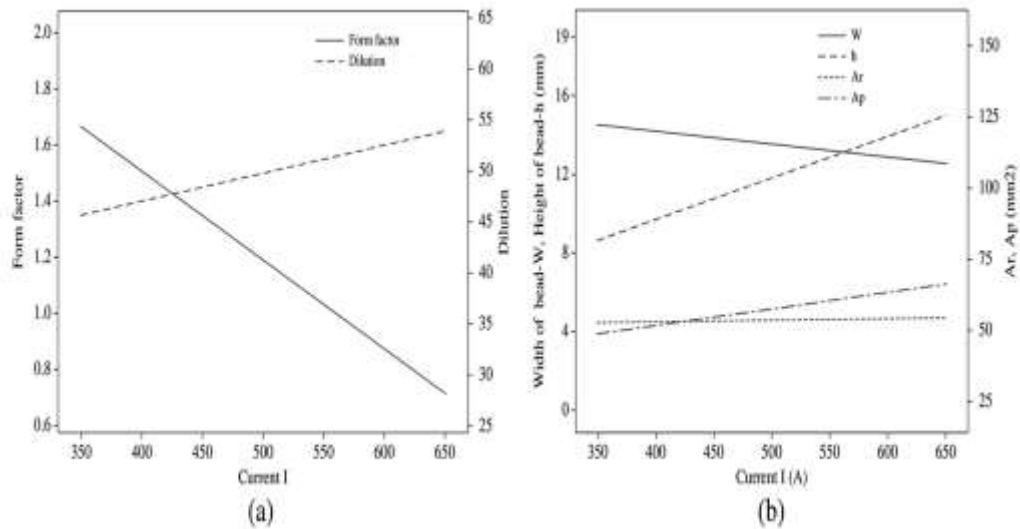 2.0
1.8
1.6
1.4
1.2
1.0
0.8
0.6
Form factor
65
60
55
50
45
40
35
30
25
Dilution
Form factor
Dilution
350 400 450 500 550 600 650
Current I
(a)
19
16
12
8
4
0
Width of bead-W, Height of bead-h (mm)
150
125
100
75
50
25
Ar, Ap (mm2)
W
h
Ar
Ap
350 400 450 500 550 600 650
Current I (A)
(b)